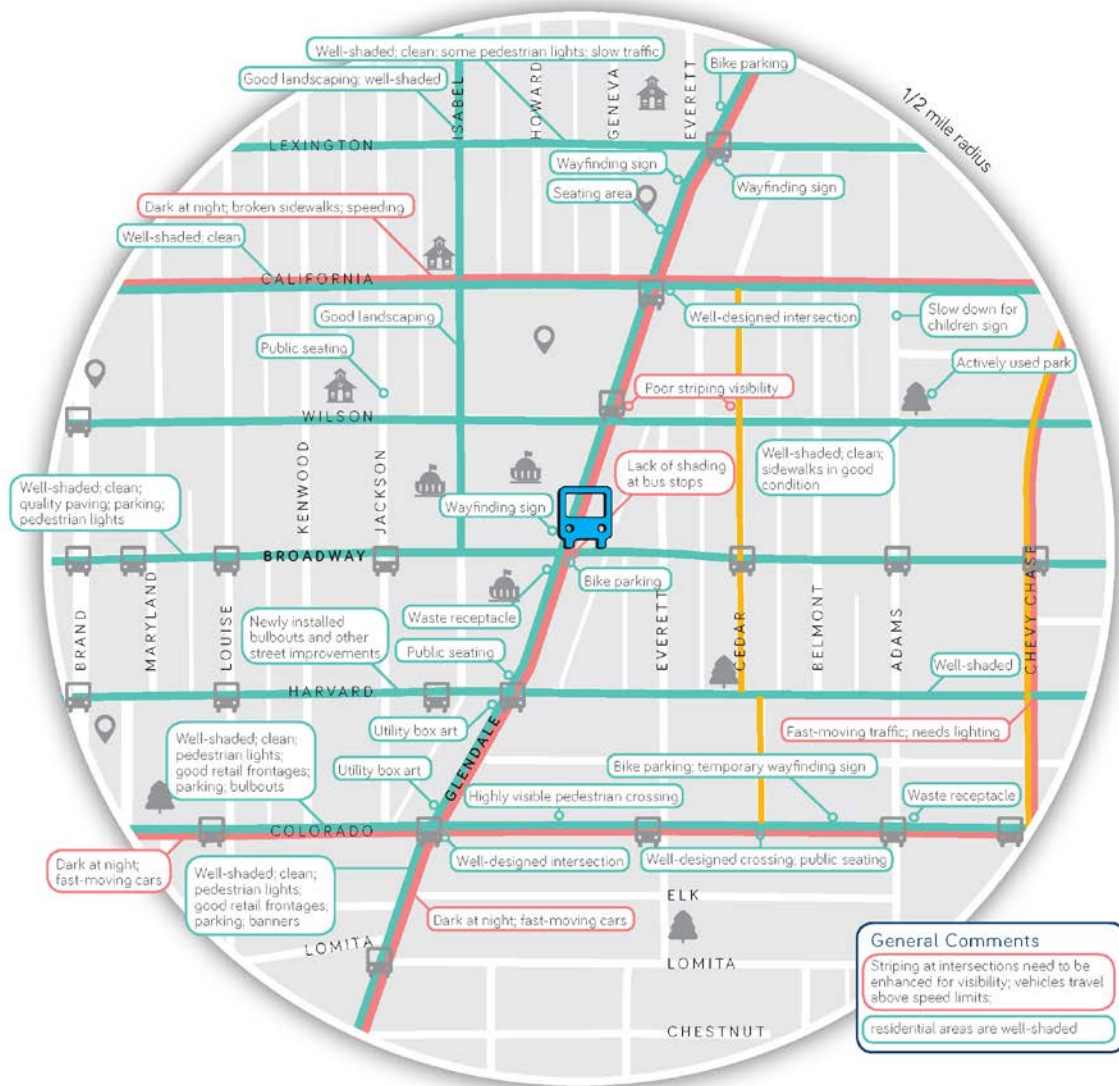 Well-shaded; clean; some pedestrian lights; slow traffic
Bike parking
Good landscaping; well-shaded
1/2 mile radius
ISABEL
HOWARD
GENEVA
EVERETT
LEXINGTON
Wayfinding sign
Wayfinding sign
Seating area
Dark at night; broken sidewalks; speeding
Well-shaded; clean
CALIFORNIA
Well-designed intersection
Slow down for
children sign
Good landscaping
Public seating
Actively used park
Poor striping visibility
WILSON
Well-shaded; clean;
sidewalks in good
condition
Lack of shading
at bus stops
Well-shaded; clean;
quality paving; parking;
pedestrian lights
KENWOOD
JACKSON
Wayfinding sign
BROADWAY
Bike parking
Waste receptacle
BRAND
MARYLAND
LOUISE
EVERETT
CEDAR
BELMONT
ADAMS
CHEVY CHASE
Newly installed
bulbouts and other
street improvements
Public seating
Well-shaded
HARVARD
Utility box art
GLENDALE
Fast-moving traffic; needs lighting
Well-shaded; clean;
pedestrian lights;
good retail frontages;
parking; bulbouts
Utility box art
Bike parking; temporary wayfinding sign
Highly visible pedestrian crossing
Waste receptacle
COLORADO
Dark at night;
fast-moving cars
Well-shaded; clean;
pedestrian lights;
good retail frontages;
parking; banners
Well-designed intersection
Well-designed crossing; public seating
ELK
Dark at night; fast-moving cars
LOMITA
LOMITA
CHESTNUT
General Comments
Striping at intersections need to be
enhanced for visibility; vehicles travel
above speed limits;
residential areas are well-shaded